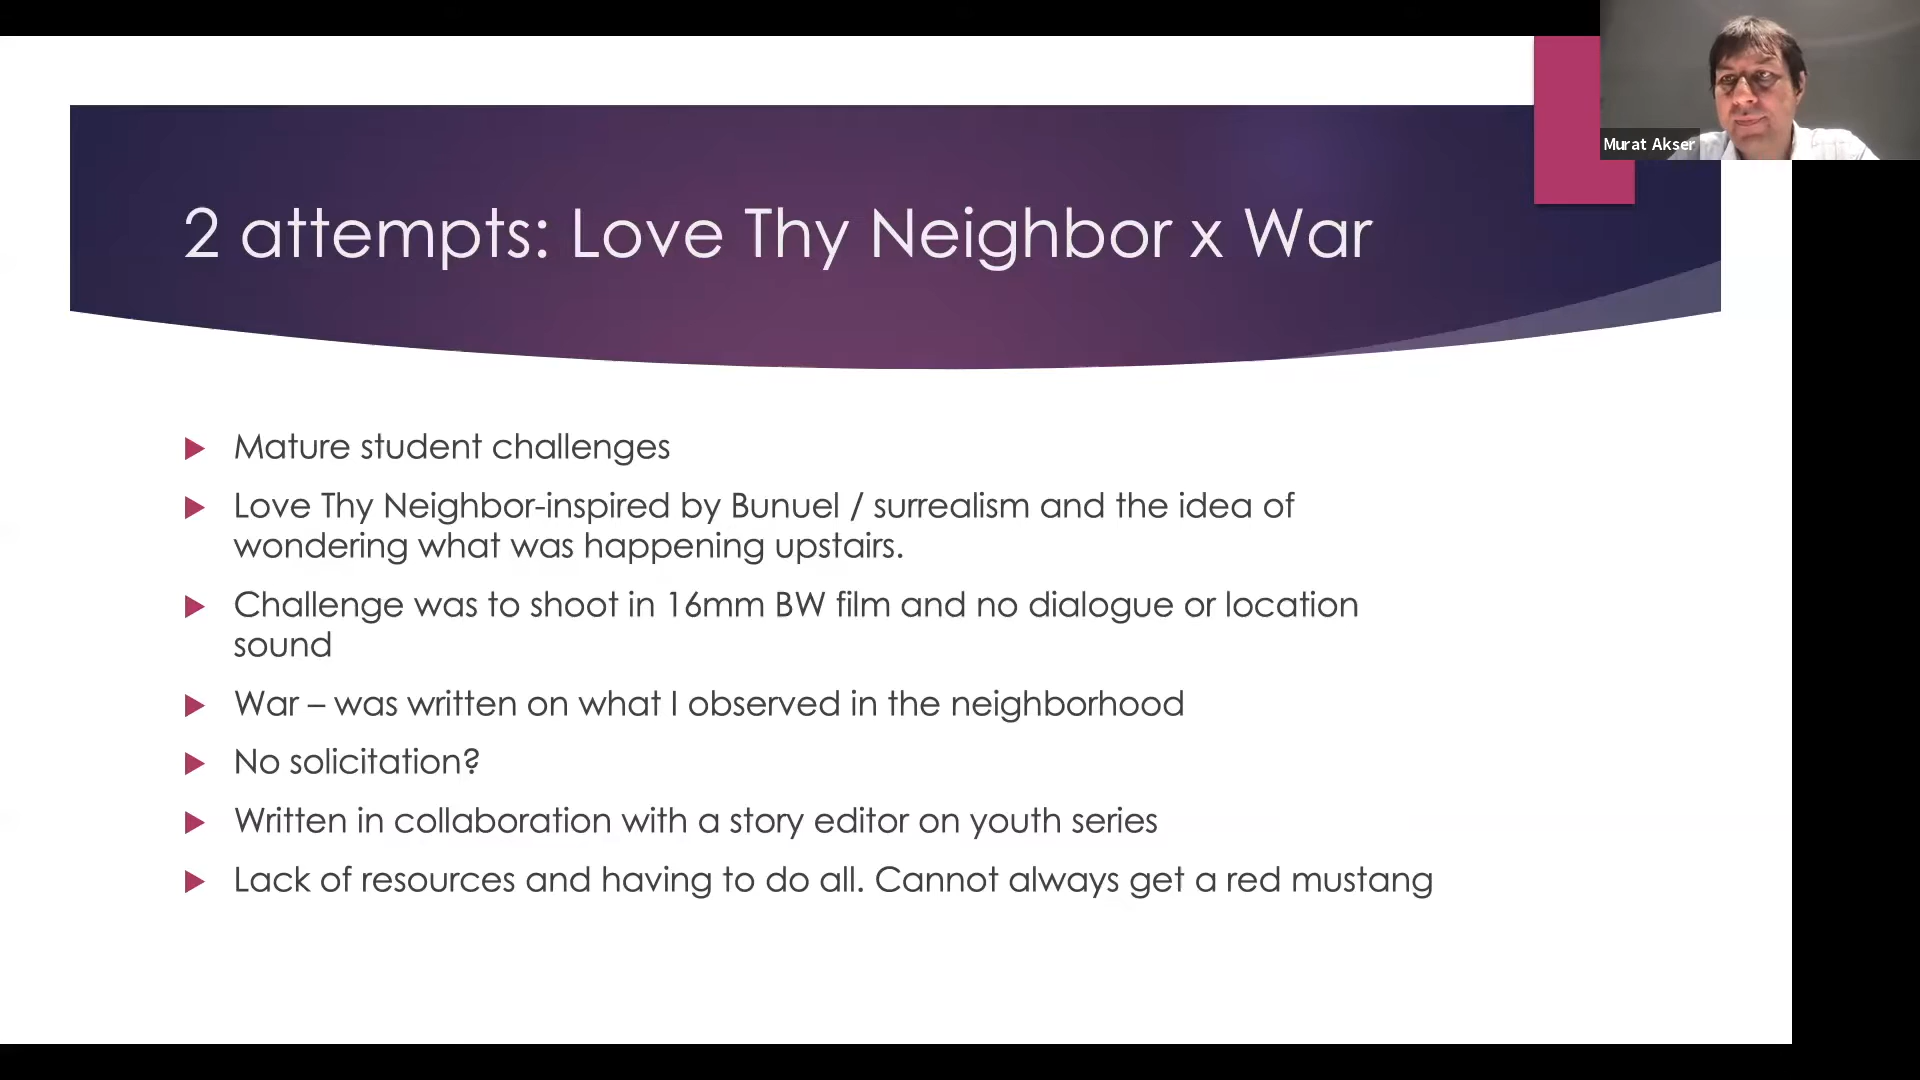 Murat Akser
2 attempts: Love Thy Neighbor x War
Mature student challenges
Love Thy Neighbor-inspired by Bunuel / surrealism and the idea of
wondering what was happening upstairs.
Challenge was to shoot in 16mm BW film and no dialogue or location
sound
War – was written on what I observed in the neighborhood
No solicitation?
Written in collaboration with a story editor on youth series
Lack of resources and having to do all. Cannot always get a red mustang